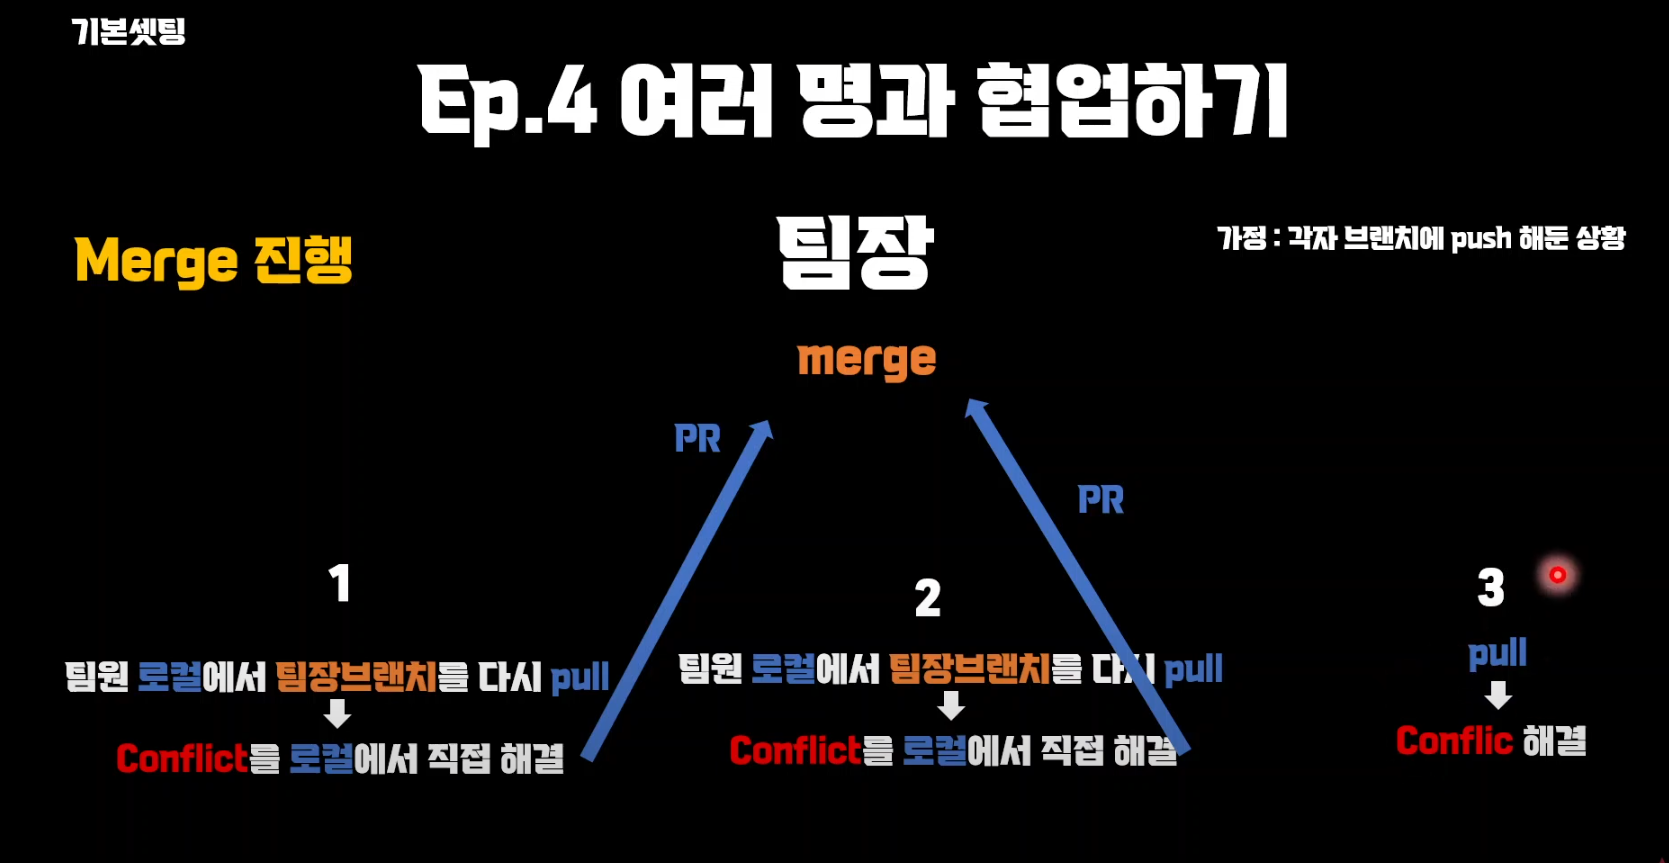 기본셋팅
Ep.4 여러 명과 협업하기
Merge 진행
팀장
가정 : 각자 브랜치에 push 해둔 상황
merge
PR
PR
1
팀원 로컬에서 팀장브랜치를 다시 pull
Conflict를 로컬에서 직접 해결
2
팀원 로컬에서 팀장브랜치를 다시 pull
Conflict를 로컬에서 직접 해결
3
pull
Conflic 해결